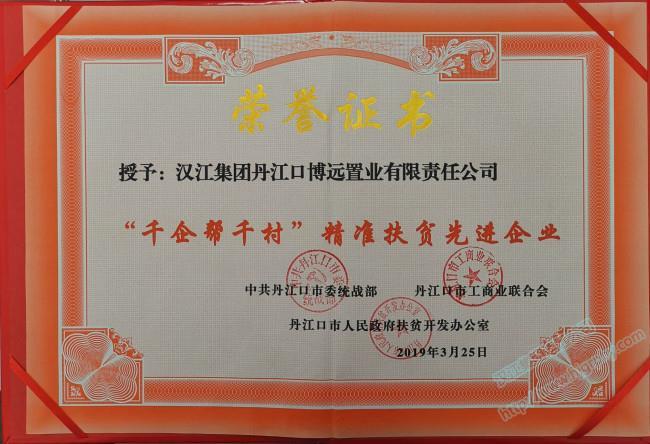 荣誉证书
授予：汉江集团丹江口博远置业有限责任公司
“千企帮千村”精准扶贫先进企业
中共丹江口市委统战部 丹江口市工商业联合会
丹江口市人民政府扶贫开发办公室
2019年3月25日